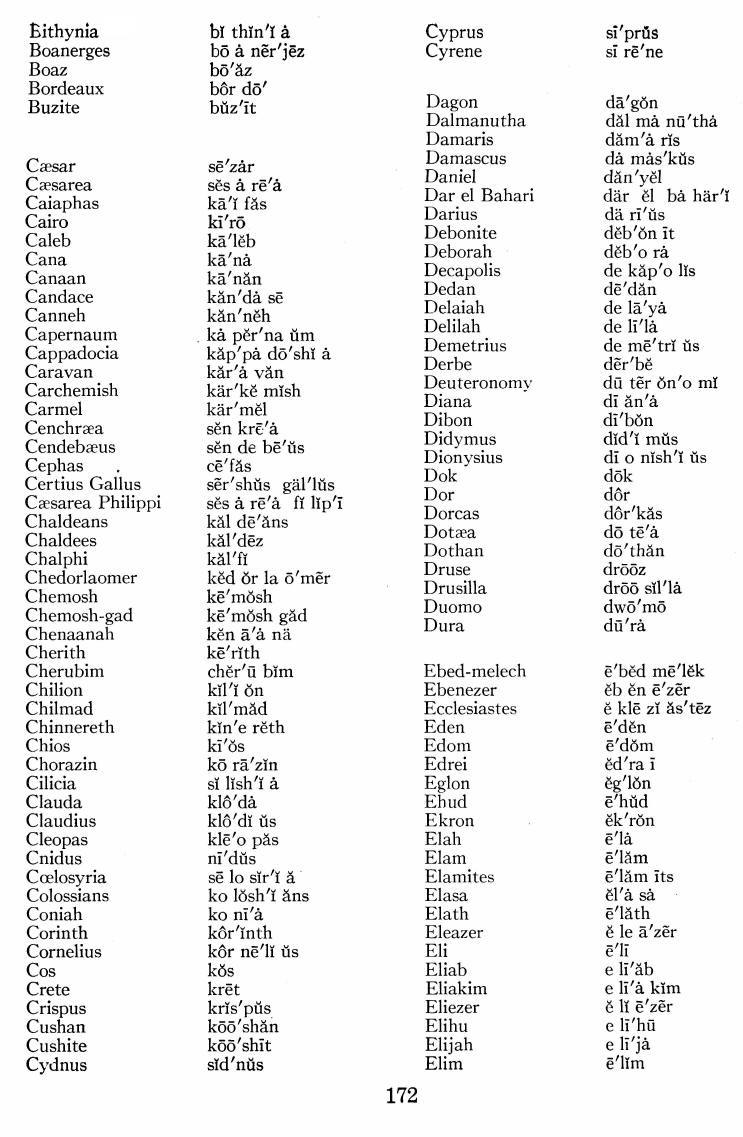 Bithynia bĭ thĭn′ĭ ȧ
Boanerges bō ȧ nẽr′jēz
Boaz bō′ăz
Bordeaux bôr dō′
Buzite bŭz′īt
Cæsar sē′zȧr
Cæsarea sĕs ȧ rē′ȧ
Caiaphas kā′ĭ făs
Cairo kī′rō
Caleb kā′lĕb
Cana kā′nȧ
Canaan kā′năn
Candace kăn′dȧ sē
Canneh kăn′nĕh
Capernaum kȧ pĕr′na ŭm
Cappadocia kăp′pȧ dō′shĭ ȧ
Caravan kăr′ȧ văn
Carchemish kär′kĕ mĭsh
Carmel kär′mĕl
Cenchræa sĕn krē′ȧ
Cendebæus sĕn de bē′ŭs
Cephas cē′făs
Certius Gallus sẽr′shŭs gäl′lŭs
Cæsarea Philippi sĕs ȧ rē′ȧ fĭ lĭp′ī
Chaldeans kăl dē′ăns
Chaldees kăl′dēz
Chalphi kăl′fĭ
Chedorlaomer kĕd ŏr la ō′mẽr
Chemosh kē′mŏsh
Chemosh-gad kē′mŏsh găd
Chenaanah kĕn ā′ȧ nä
Cherith kē′rĭth
Cherubim chĕr′ū bĭm
Chilion kĭl′ĭ ŏn
Chilmad kĭl′măd
Chinnereth kĭn′e rĕth
Chios kī′ŏs
Chorazin kō rā′zĭn
Cilicia sĭ lĭsh′ĭ ȧ
Clauda klô′dȧ
Claudius klô′dĭ ŭs
Cleopas klē′o păs
Cnidus nī′dŭs
Cœlosyria sē lo sĭr′ĭ ă
Colossians ko lŏsh′ĭ ăns
Coniah ko nī′ȧ
Corinth kôr′ĭnth
Cornelius kôr nē′lĭ ŭs
Cos kŏs
Crete krēt
Crispus krĭs′pŭs
Cushan kōō′shăn
Cushite kōō′shīt
Cydnus sĭd′nŭs
Cyprus sī′prŭs
Cyrene sī rē′ne
Dagon dā′gŏn
Dalmanutha dăl mȧ nū′thȧ
Damaris dăm′ȧ rĭs
Damascus dȧ mȧs′kŭs
Daniel dăn′yĕl
Dar el Bahari där ĕl bȧ här′ĭ
Darius dä rī′ŭs
Debonite dĕb′ŏn īt
Deborah dĕb′o rȧ
Decapolis de kăp′o lĭs
Dedan dē′dăn
Delaiah de lā′yȧ
Delilah de lī′lȧ
Demetrius de mē′trĭ ŭs
Derbe dẽr′bĕ
Deuteronomy dū tẽr ŏn′o mĭ
Diana dī ăn′ȧ
Dibon dī′bŏn
Didymus dĭd′ĭ mŭs
Dionysius dī o nĭsh′ĭ ŭs
Dok dōk
Dor dôr
Dorcas dôr′kăs
Dotæa dō tē′ȧ
Dothan dō′thăn
Druse drōōz
Drusilla drōō sĭl′lȧ
Duomo dwō′mō
Dura dū′rȧ
Ebed-melech ē′bĕd mē′lĕk
Ebenezer ĕb ĕn ē′zẽr
Ecclesiastes ĕ klē zĭ ăs′tēz
Eden ē′dĕn
Edom ē′dŏm
Edrei ĕd′ra ī
Eglon ĕg′lŏn
Ehud ē′hŭd
Ekron ĕk′rŏn
Elah ē′lȧ
Elam ē′lăm
Elamites ē′lăm īts
Elasa ĕl′ȧ sȧ
Elath ē′lăth
Eleazer ĕ le ā′zẽr
Eli ē′lī
Eliab e lī′ăb
Eliakim e lī′ȧ kĭm
Eliezer ĕ lĭ ē′zẽr
Elihu e lī′hū
Elijah e lī′jȧ
Elim ē′lĭm
172